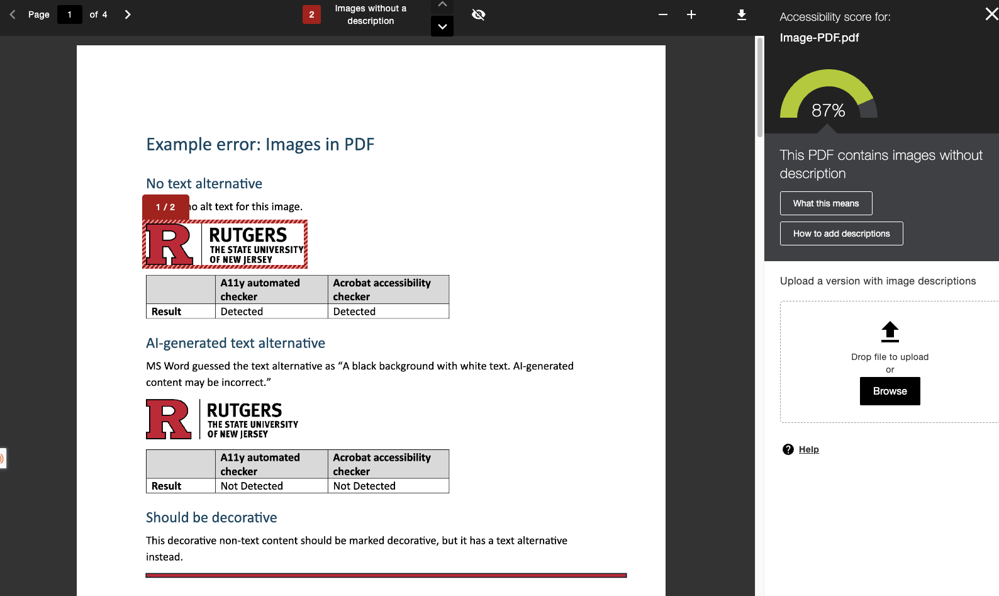 Page 1 of 4
2
Images without a
description
Accessibility score for:
Image-PDF.pdf
87%
This PDF contains images without
description
What this means
How to add descriptions
Upload a version with image descriptions
Drop file to upload
or
Browse
? Help
Example error: Images in PDF
No text alternative
1 / 2 no alt text for this image.
R RUTGERS
THE STATE UNIVERSITY
OF NEW JERSEY
A11y automated
checker
Acrobat accessibility
checker
Result Detected Detected
AI-generated text alternative
MS Word guessed the text alternative as “A black background with white text. AI-generated
content may be incorrect.”
R RUTGERS
THE STATE UNIVERSITY
OF NEW JERSEY
A11y automated
checker
Acrobat accessibility
checker
Result Not Detected Not Detected
Should be decorative
This decorative non-text content should be marked decorative, but it has a text alternative
instead.